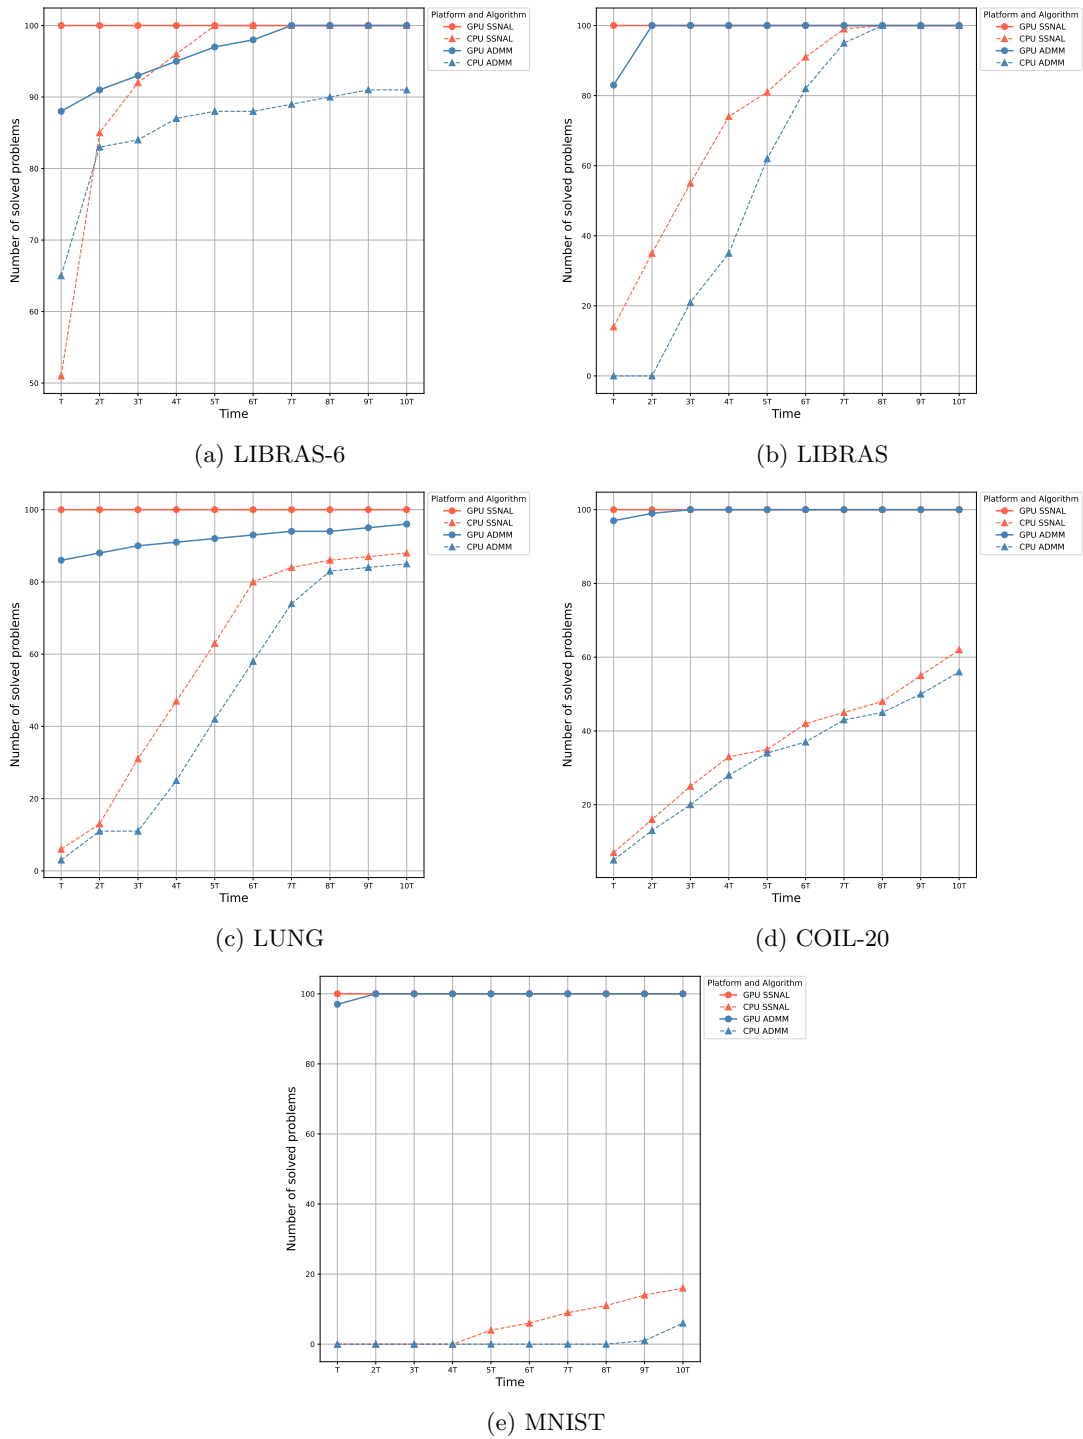 Platform and Algorithm
GPU SSNAL
CPU SSNAL
GPU ADMM
CPU ADMM
Number of solved problems
100
90
80
70
60
50
T 2T 3T 4T 5T 6T 7T 8T 9T 10T
Time
(a) LIBRAS-6
Platform and Algorithm
GPU SSNAL
CPU SSNAL
GPU ADMM
CPU ADMM
Number of solved problems
100
80
60
40
20
0
T 2T 3T 4T 5T 6T 7T 8T 9T 10T
Time
(b) LIBRAS
Platform and Algorithm
GPU SSNAL
CPU SSNAL
GPU ADMM
CPU ADMM
Number of solved problems
100
80
60
40
20
0
T 2T 3T 4T 5T 6T 7T 8T 9T 10T
Time
(c) LUNG
Platform and Algorithm
GPU SSNAL
CPU SSNAL
GPU ADMM
CPU ADMM
Number of solved problems
100
80
60
40
20
T 2T 3T 4T 5T 6T 7T 8T 9T 10T
Time
(d) COIL-20
Platform and Algorithm
GPU SSNAL
CPU SSNAL
GPU ADMM
CPU ADMM
Number of solved problems
100
80
60
40
20
0
T 2T 3T 4T 5T 6T 7T 8T 9T 10T
Time
(e) MNIST